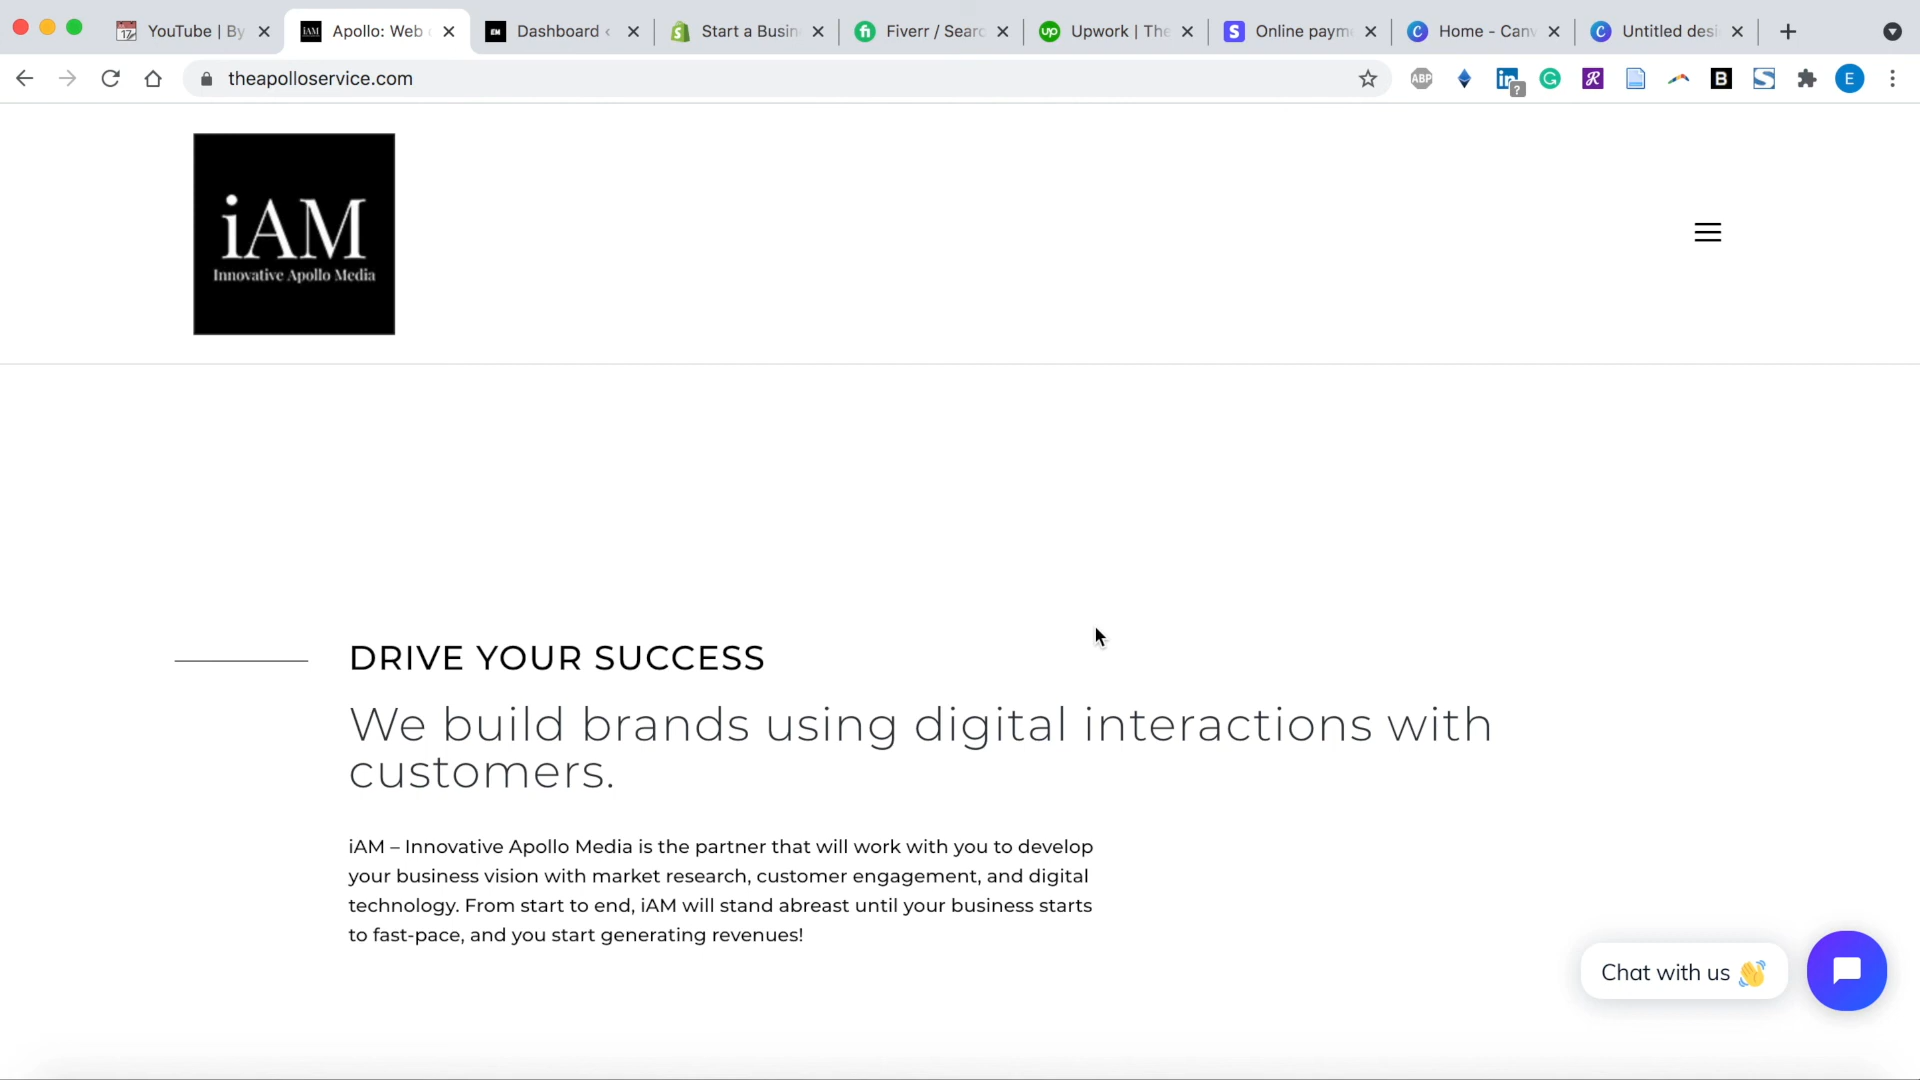 YouTube | By
Apollo: Web
Dashboard ‹
Start a Busin
Fiverr / Searc
Upwork | The
Online payme
Home - Canv
Untitled desi
theapolloservice.com
ABP
E
iAM
Innovative Apollo Media
DRIVE YOUR SUCCESS
We build brands using digital interactions with
customers.
iAM – Innovative Apollo Media is the partner that will work with you to develop
your business vision with market research, customer engagement, and digital
technology. From start to end, iAM will stand abreast until your business starts
to fast-pace, and you start generating revenues!
Chat with us 👋